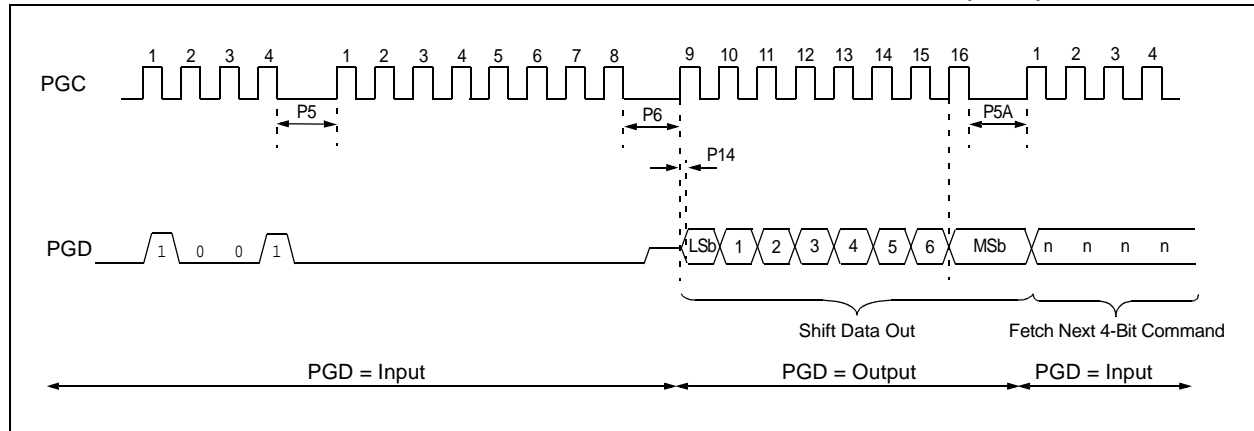 1 2 3 4 1 2 3 4 5 6 7 8 9 10 11 12 13 14 15 16 1 2 3 4
PGC
P5 P6 P5A
P14
PGD 1 0 0 1 LSb 1 2 3 4 5 6 MSb n n n n
Shift Data Out Fetch Next 4-Bit Command
PGD = Input PGD = Output PGD = Input